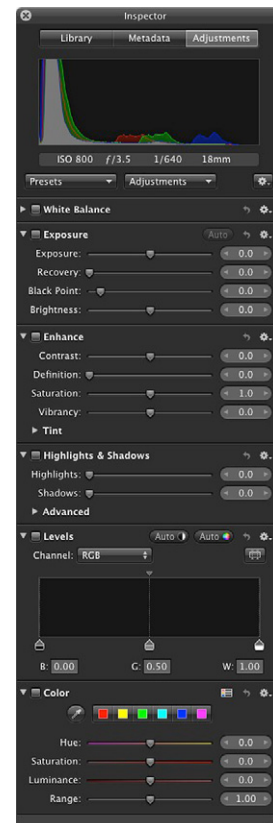 Inspector
Library Metadata Adjustments
ISO 800 ƒ/3.5 1/640 18mm
Presets Adjustments
White Balance
Exposure Auto
Exposure: 0.0
Recovery: 0.0
Black Point: 0.0
Brightness: 0.0
Enhance
Contrast: 0.0
Definition: 0.0
Saturation: 1.0
Vibrancy: 0.0
Tint
Highlights & Shadows
Highlights: 0.0
Shadows: 0.0
Advanced
Levels Auto Auto
Channel: RGB
B: 0.00 G: 0.50 W: 1.00
Color
Hue: 0.0
Saturation: 0.0
Luminance: 0.0
Range: 1.00